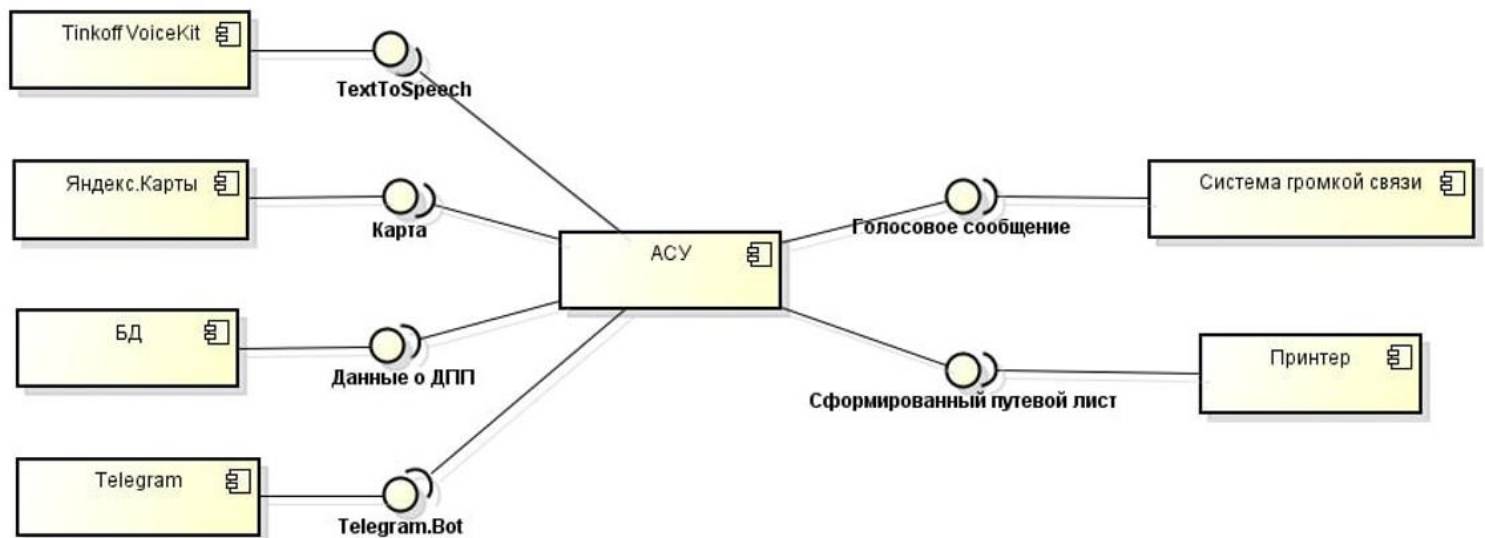 Tinkoff VoiceKit
TextToSpeech
Яндекс.Карты
Карта
БД
Данные о ДПП
Telegram
Telegram.Bot
АСУ
Голосовое сообщение
Система громкой связи
Сформированный путевой лист
Принтер